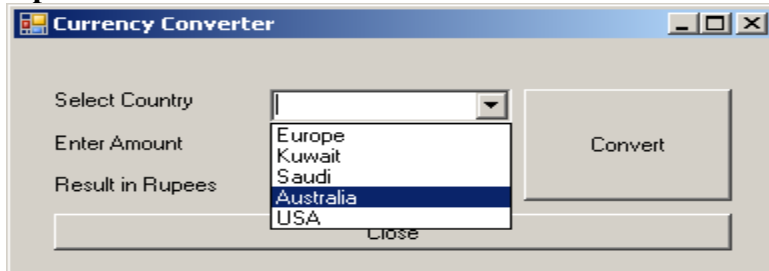 Currency Converter
Select Country
Enter Amount
Result in Rupees
Europe
Kuwait
Saudi
Australia
USA
Convert
Close